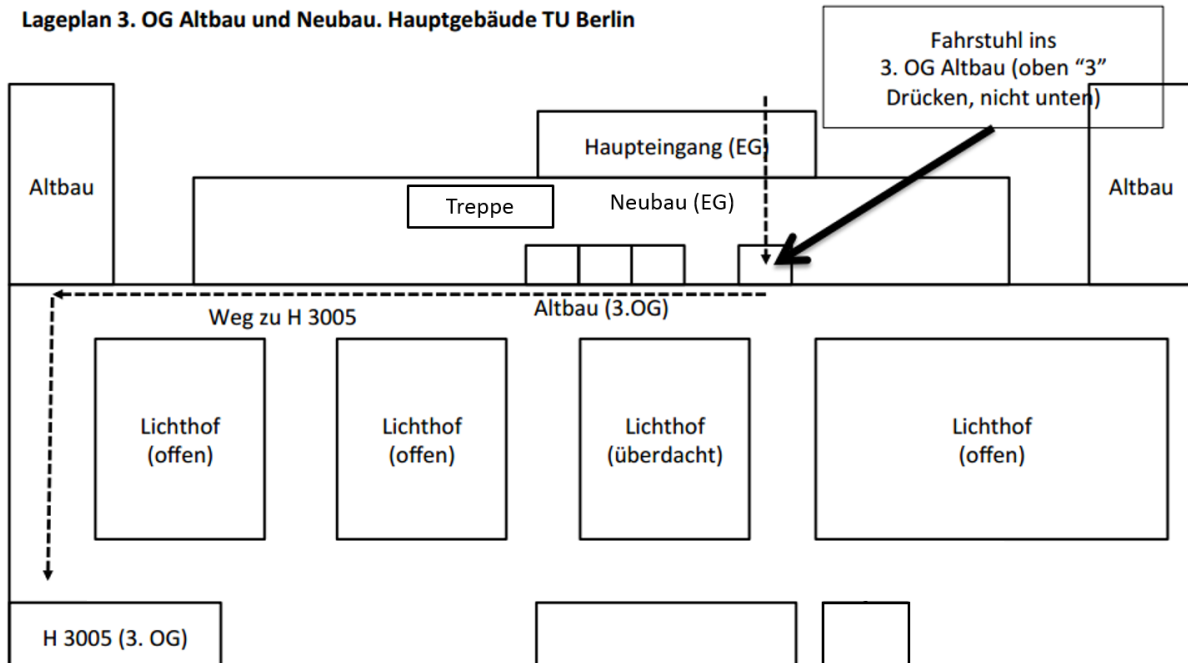 Lageplan 3. OG Altbau und Neubau. Hauptgebäude TU Berlin
Fahrstuhl ins
3. OG Altbau (oben “3”
Drücken, nicht unten)
Haupteingang (EG)
Altbau
Treppe
Neubau (EG)
Altbau
Altbau (3.OG)
Weg zu H 3005
Lichthof
(offen)
Lichthof
(offen)
Lichthof
(überdacht)
Lichthof
(offen)
H 3005 (3. OG)